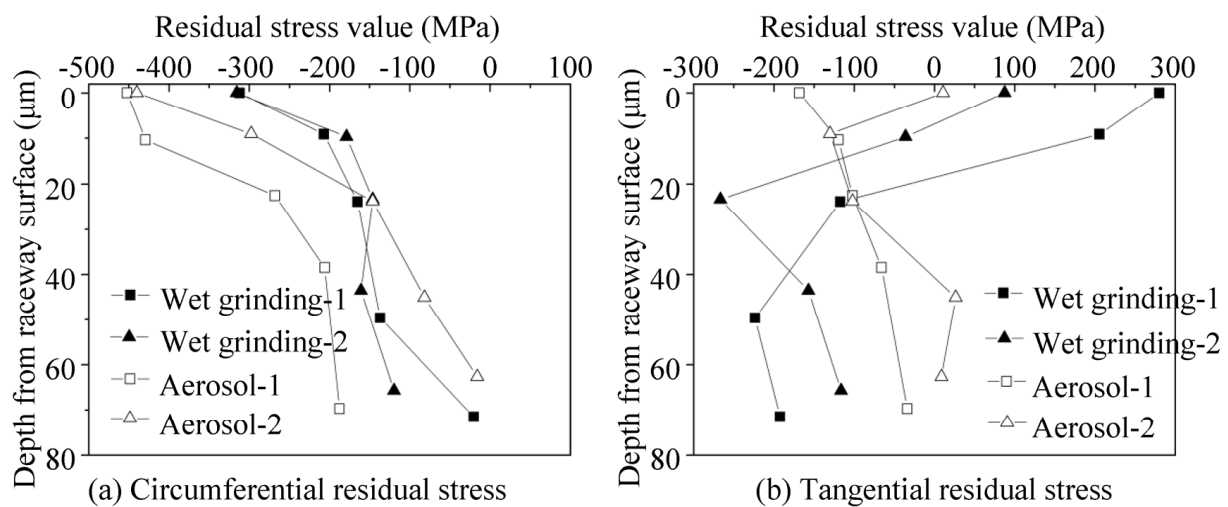 Residual stress value (MPa)
-500 -400 -300 -200 -100 0 100
Depth from raceway surface (μm)
0
20
40
60
80
Wet grinding-1
Wet grinding-2
Aerosol-1
Aerosol-2
(a) Circumferential residual stress
Residual stress value (MPa)
-300 -200 -100 0 100 200 300
Depth from raceway surface (μm)
0
20
40
60
80
Wet grinding-1
Wet grinding-2
Aerosol-1
Aerosol-2
(b) Tangential residual stress